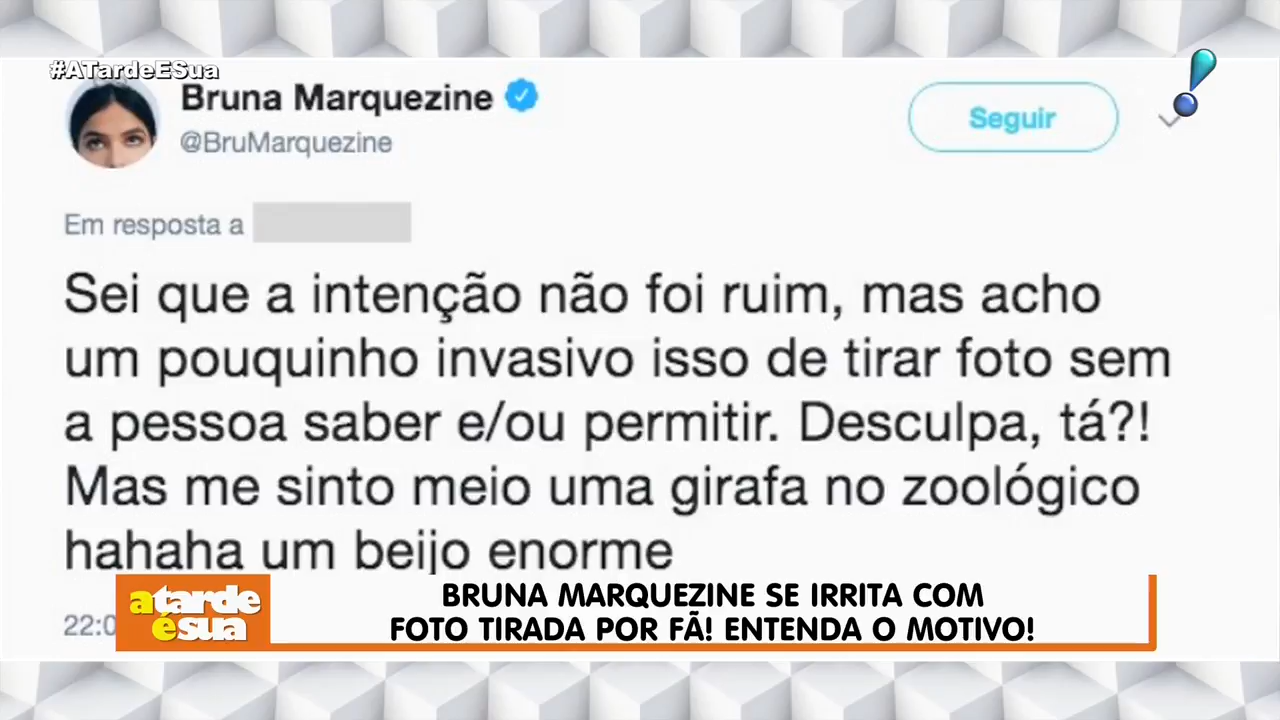 #ATardeESua
Bruna Marquezine
@BruMarquezine
Seguir
Em resposta a
Sei que a intenção não foi ruim, mas acho
um pouquinho invasivo isso de tirar foto sem
a pessoa saber e/ou permitir. Desculpa, tá?!
Mas me sinto meio uma girafa no zoológico
hahaha um beijo enorme
22:0
a tarde
é sua
BRUNA MARQUEZINE SE IRRITA COM
FOTO TIRADA POR FÃ! ENTENDA O MOTIVO!